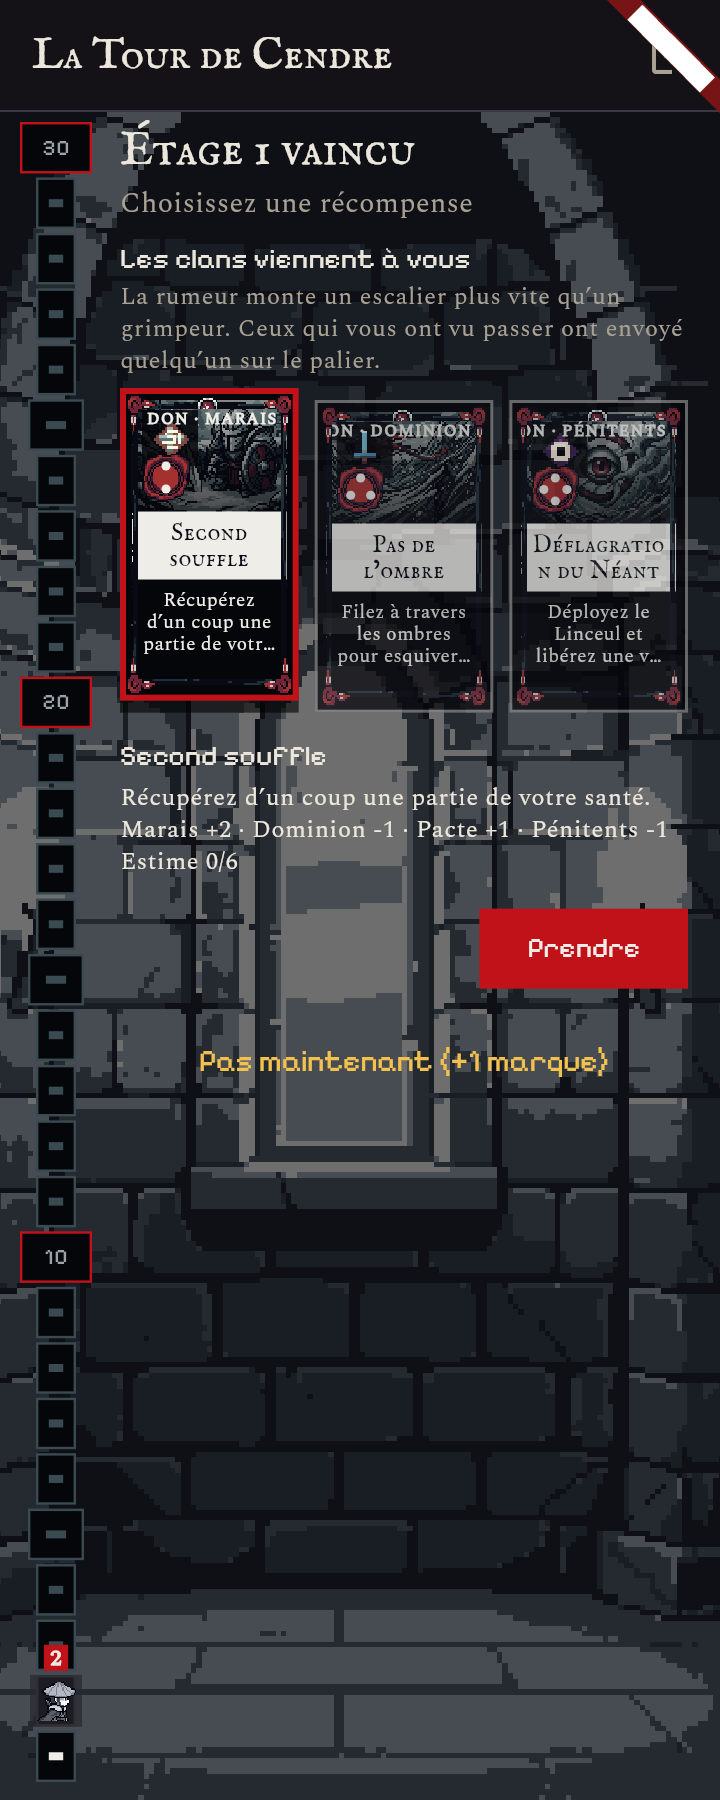 La Tour de Cendre
30
Étage 1 vaincu
Choisissez une récompense
Les clans viennent à vous
La rumeur monte un escalier plus vite qu'un
grimpeur. Ceux qui vous ont vu passer ont envoyé
quelqu'un sur le palier.
DON · MARAIS
Second
souffle
Récupérez
d'un coup une
partie de votr...
ON · DOMINION
Pas de
l'ombre
Filez à travers
les ombres
pour esquiver...
ON · PÉNITENTS
Déflagratio
n du Néant
Déployez le
Linceul et
libérez une v...
20
Second souffle
Récupérez d'un coup une partie de votre santé.
Marais +2 · Dominion -1 · Pacte +1 · Pénitents -1
Estime 0/6
Prendre
Pas maintenant (+1 marque)
10
2